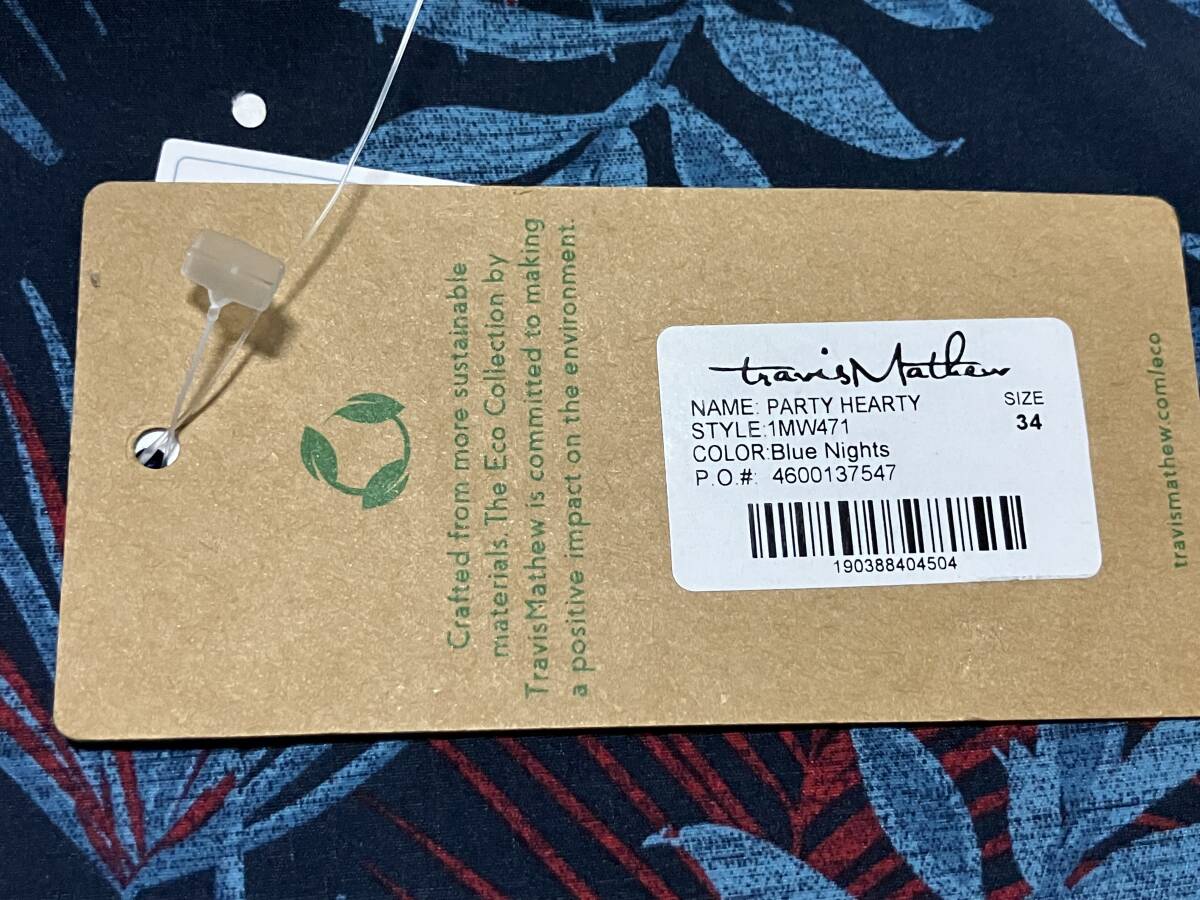 Crafted from more sustainable
materials. The Eco Collection by
TravisMathew is committed to making
a positive impact on the environment.
travisMathew
NAME: PARTY HEARTY
SIZE
STYLE:1MW471
34
COLOR:Blue Nights
P.O.#: 4600137547
190388404504
travismathew.com/eco